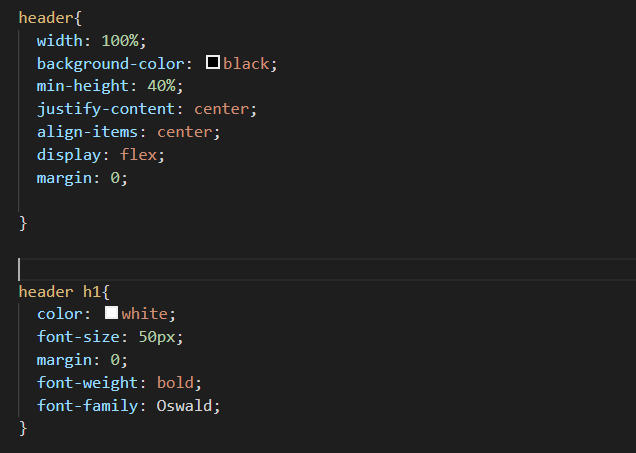 header{
width: 100%;
background-color: black;
min-height: 40%;
justify-content: center;
align-items: center;
display: flex;
margin: 0;
}
header h1{
color: white;
font-size: 50px;
margin: 0;
font-weight: bold;
font-family: Oswald;
}